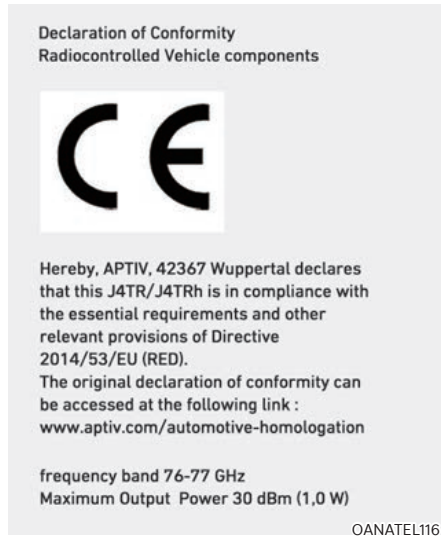 Declaration of Conformity
Radiocontrolled Vehicle components
CE
Hereby, APTIV, 42367 Wuppertal declares
that this J4TR/J4TRh is in compliance with
the essential requirements and other
relevant provisions of Directive
2014/53/EU (RED).
The original declaration of conformity can
be accessed at the following link :
www.aptiv.com/automotive-homologation
frequency band 76-77 GHz
Maximum Output  Power 30 dBm (1,0 W)
OANATEL116